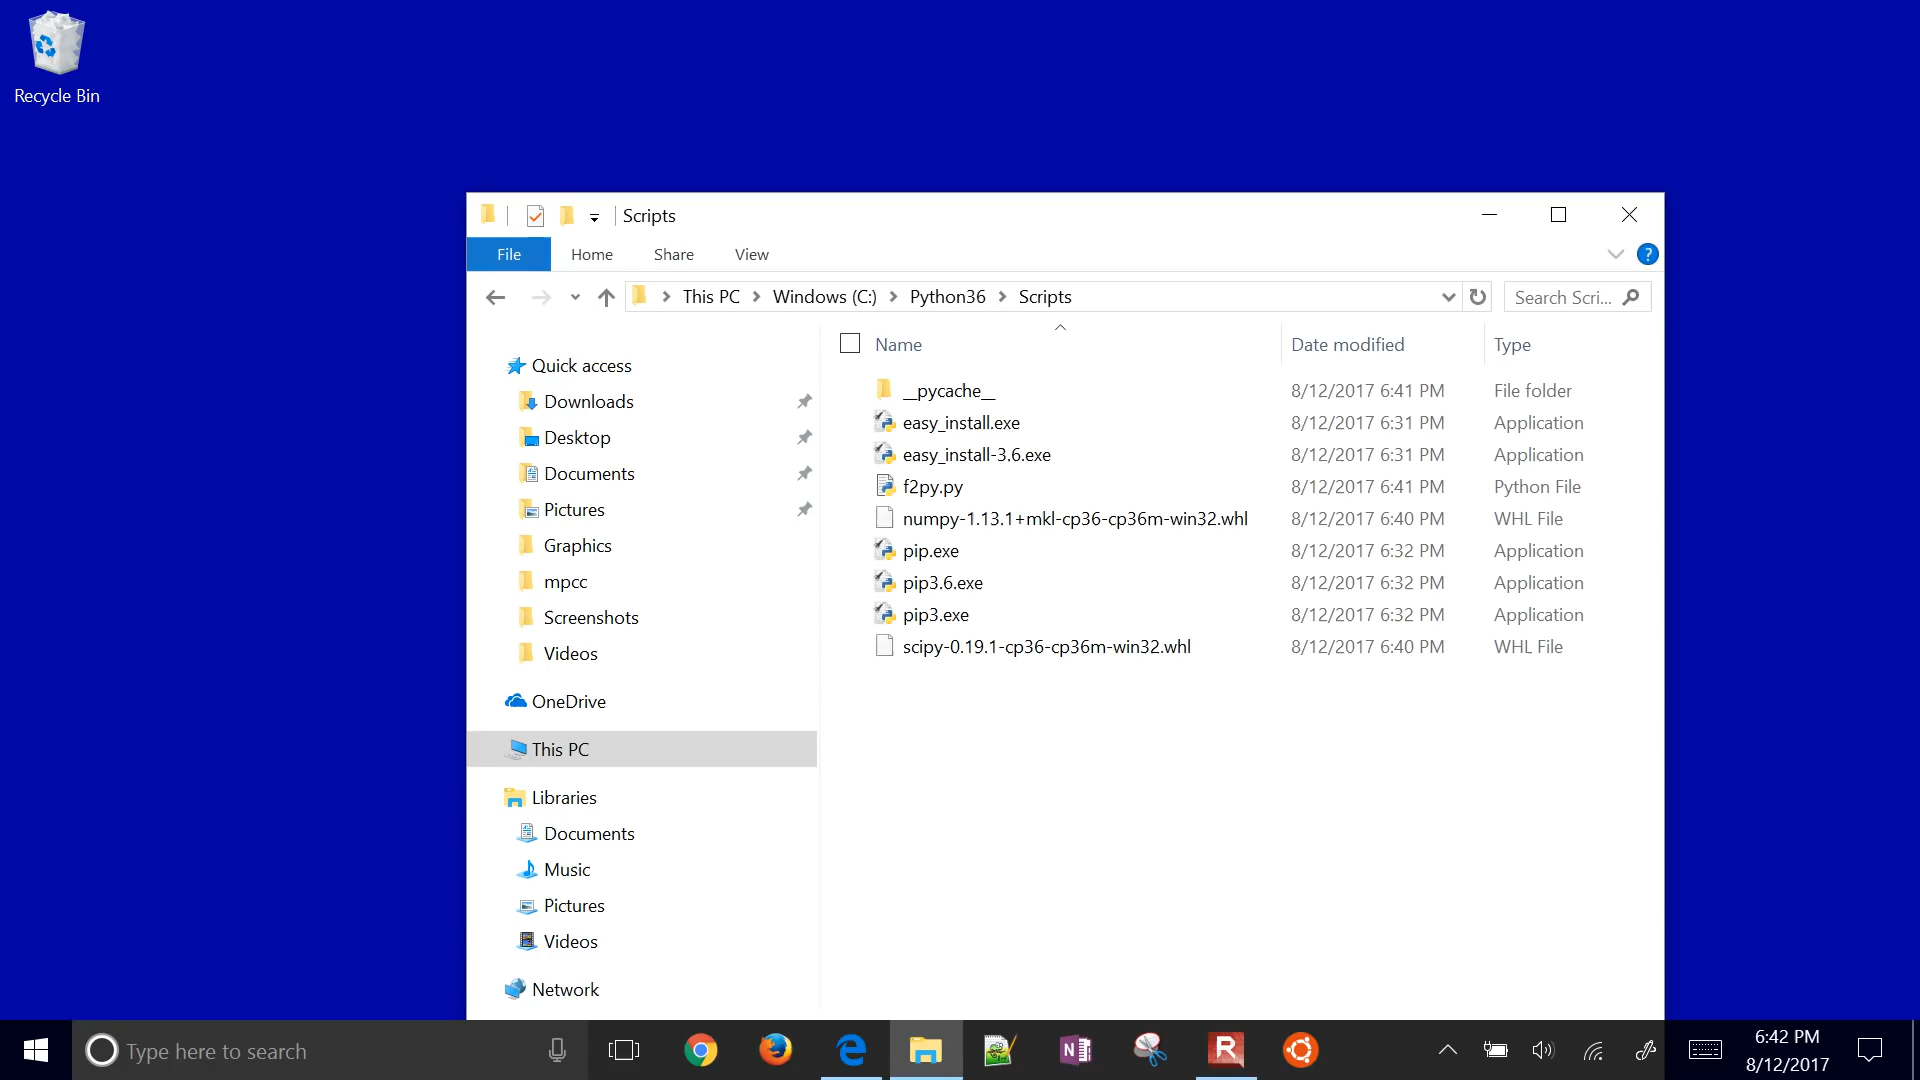 Recycle Bin
Scripts
File Home Share View
This PC Windows (C:) Python36 Scripts Search Scri...
Name Date modified Type
Quick access
Downloads
Desktop
Documents
Pictures
Graphics
mpcc
Screenshots
Videos
OneDrive
This PC
Libraries
Documents
Music
Pictures
Videos
Network
__pycache__ 8/12/2017 6:41 PM File folder
easy_install.exe 8/12/2017 6:31 PM Application
easy_install-3.6.exe 8/12/2017 6:31 PM Application
f2py.py 8/12/2017 6:41 PM Python File
numpy-1.13.1+mkl-cp36-cp36m-win32.whl 8/12/2017 6:40 PM WHL File
pip.exe 8/12/2017 6:32 PM Application
pip3.6.exe 8/12/2017 6:32 PM Application
pip3.exe 8/12/2017 6:32 PM Application
scipy-0.19.1-cp36-cp36m-win32.whl 8/12/2017 6:40 PM WHL File
Type here to search
6:42 PM
8/12/2017